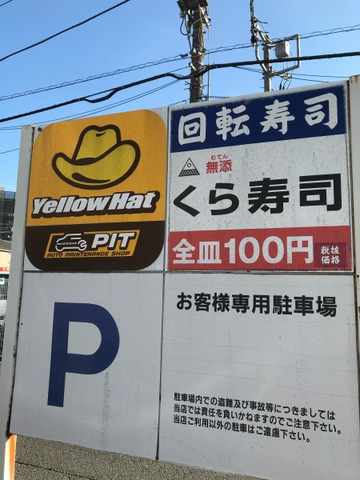 Yellow Hat
PIT
AUTO MAINTENANCE SHOP
回転寿司
むてん
無添
くら寿司
全皿100円
税抜
価格
P
お客様専用駐車場
駐車場内での盗難及び事故等につきましては
当店では責任を負いかねますのでご注意下さい。
当店ご利用以外の駐車はご遠慮下さい。